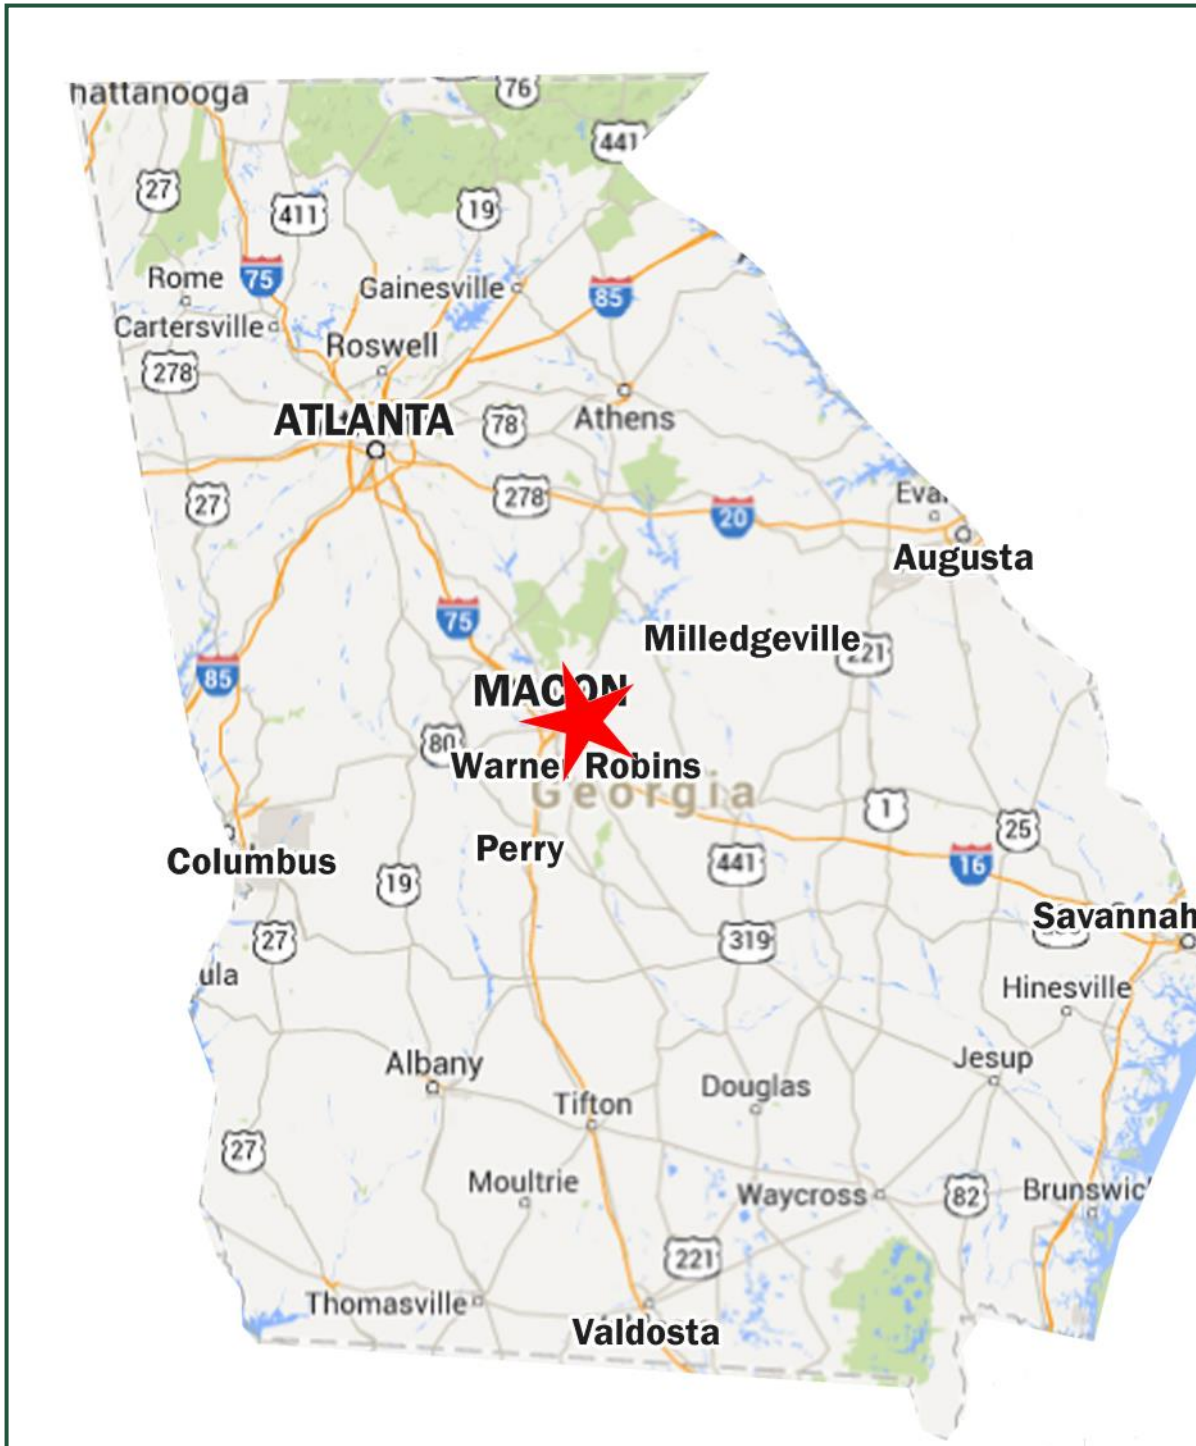 hattanooga
76
441
27
411
19
Rome
75
Gainesville
85
Cartersville
Roswell
278
ATLANTA
78
Athens
27
278
20
Augusta
75
Milledgeville
221
85
MACON
80
Robins
Georgia
1
25
Perry
Columbus
441
16
19
Savannah
27
319
ula
Hinesville
Albany
Jesup
Douglas
Tifton
27
Moultrie
Waycross
82
Brunswic
221
Thomasville
Valdosta